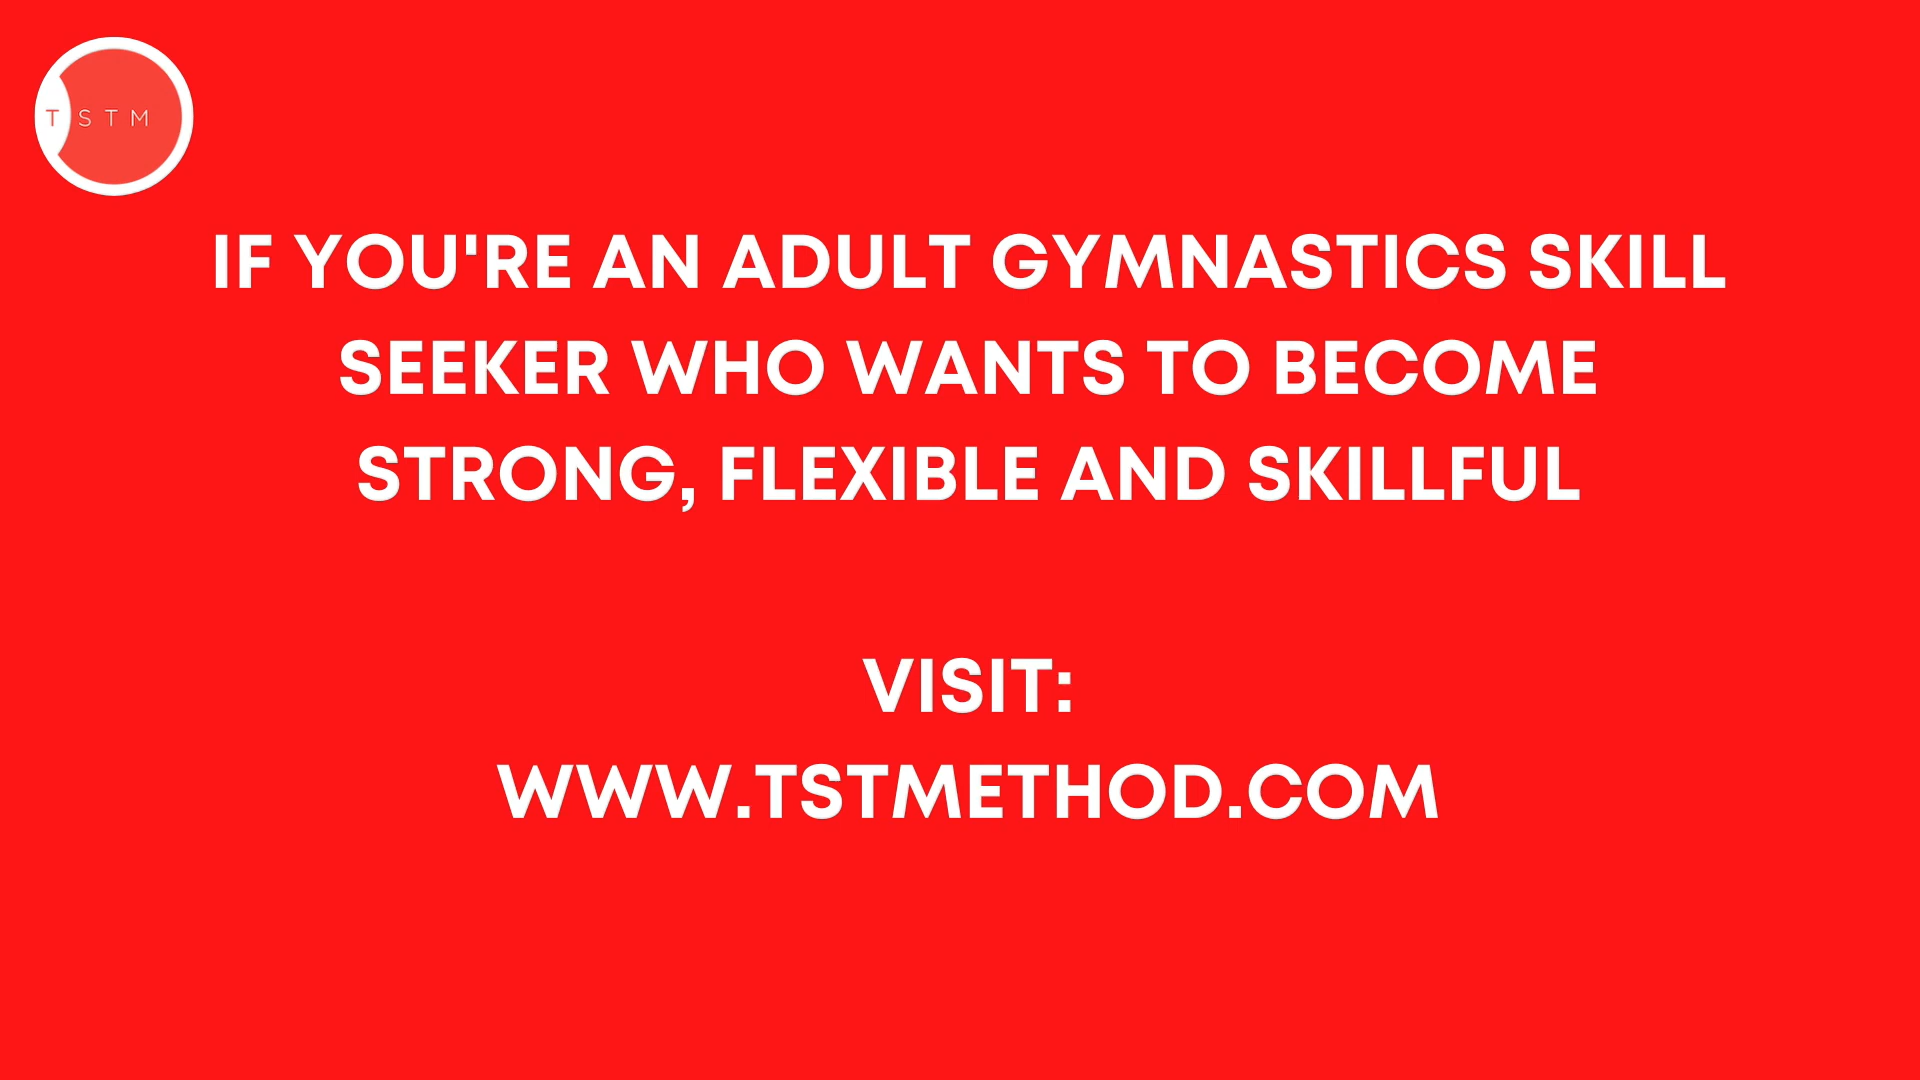 T S T M
IF YOU'RE AN ADULT GYMNASTICS SKILL
SEEKER WHO WANTS TO BECOME
STRONG, FLEXIBLE AND SKILLFUL
VISIT:
WWW.TSTMETHOD.COM